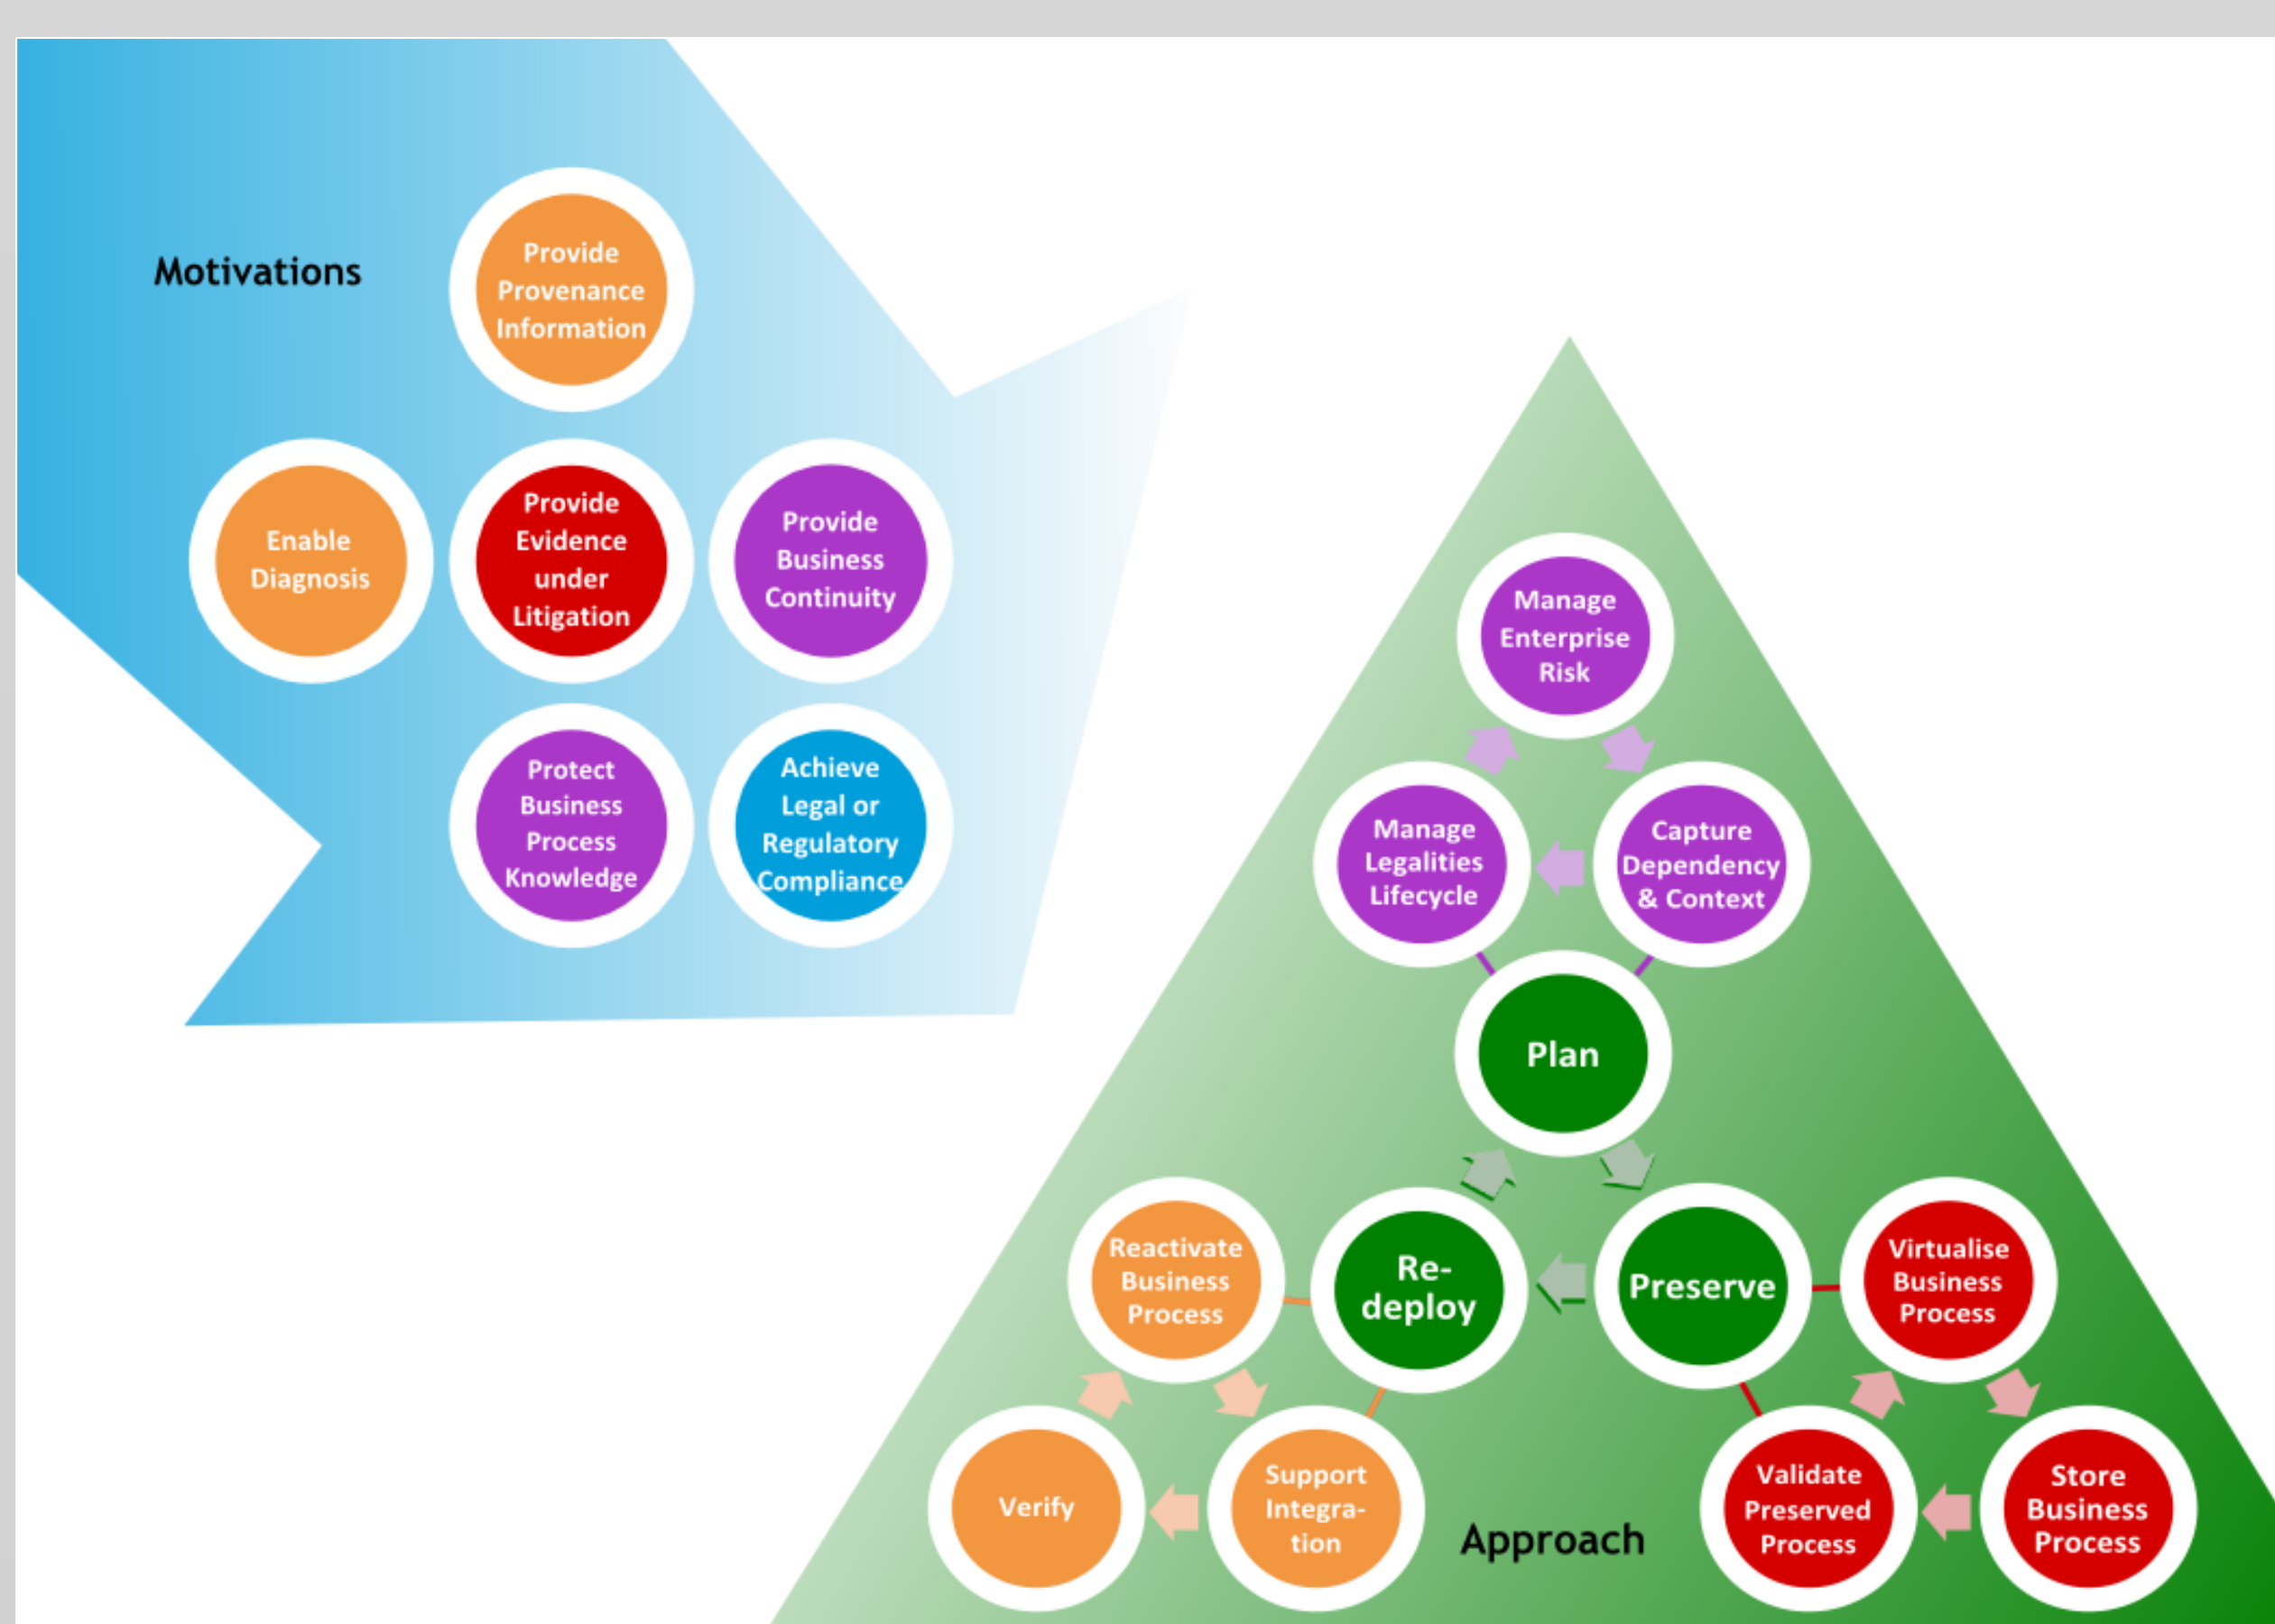 Motivations
Provide
Provenance
Information
Enable
Diagnosis
Provide
Evidence
under
Litigation
Provide
Business
Continuity
Protect
Business
Process
Knowledge
Achieve
Legal or
Regulatory
Compliance
Manage
Enterprise
Risk
Manage
Legalities
Lifecycle
Capture
Dependency
& Context
Plan
Reactivate
Business
Process
Re-
deploy
Preserve
Virtualise
Business
Process
Verify
Support
Integra-
tion
Approach
Validate
Preserved
Process
Store
Business
Process